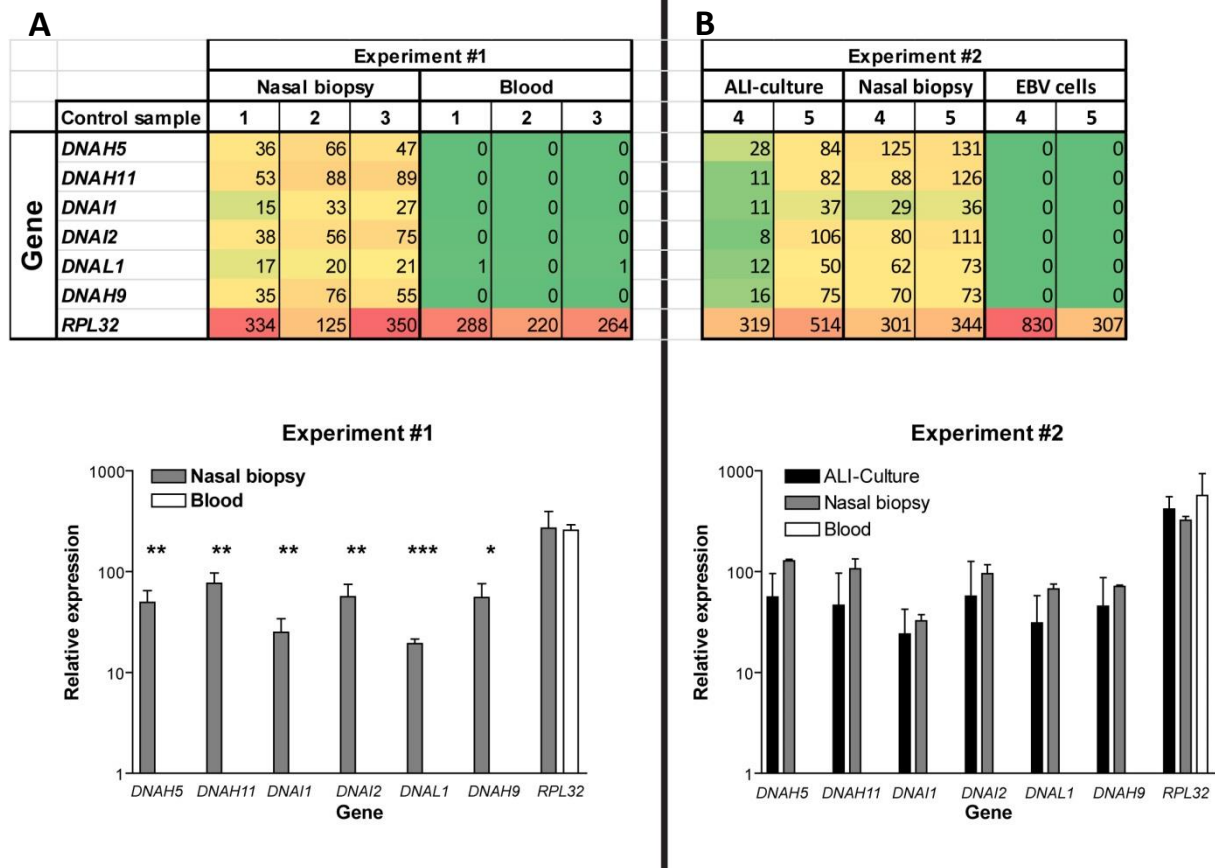 A
Experiment #1
Nasal biopsy Blood
Control sample 1 2 3 1 2 3
Gene
DNAH5 36 66 47 0 0 0
DNAH11 53 88 89 0 0 0
DNAI1 15 33 27 0 0 0
DNAI2 38 56 75 0 0 0
DNAL1 17 20 21 1 0 1
DNAH9 35 76 55 0 0 0
RPL32 334 125 350 288 220 264
Experiment #1
Nasal biopsy
Blood
** ** ** ** *** *
Relative expression
1000
100
10
1
DNAH5 DNAH11 DNAI1 DNAI2 DNAL1 DNAH9 RPL32
Gene
B
Experiment #2
ALI-culture Nasal biopsy EBV cells
4 5 4 5 4 5
28 84 125 131 0 0
11 82 88 126 0 0
11 37 29 36 0 0
8 106 80 111 0 0
12 50 62 73 0 0
16 75 70 73 0 0
319 514 301 344 830 307
Experiment #2
ALI-Culture
Nasal biopsy
Blood
Relative expression
1000
100
10
1
DNAH5 DNAH11 DNAI1 DNAI2 DNAL1 DNAH9 RPL32
Gene